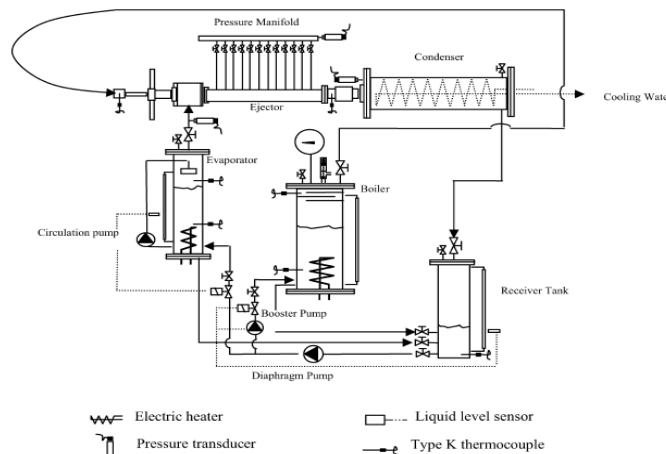 Pressure Manifold
Condenser
Ejector
Cooling Wate
Evaporator
Boiler
Circulation pump
Receiver Tank
Booster Pump
Diaphragm Pump
Electric heater
Liquid level sensor
Pressure transducer
Type K thermocouple